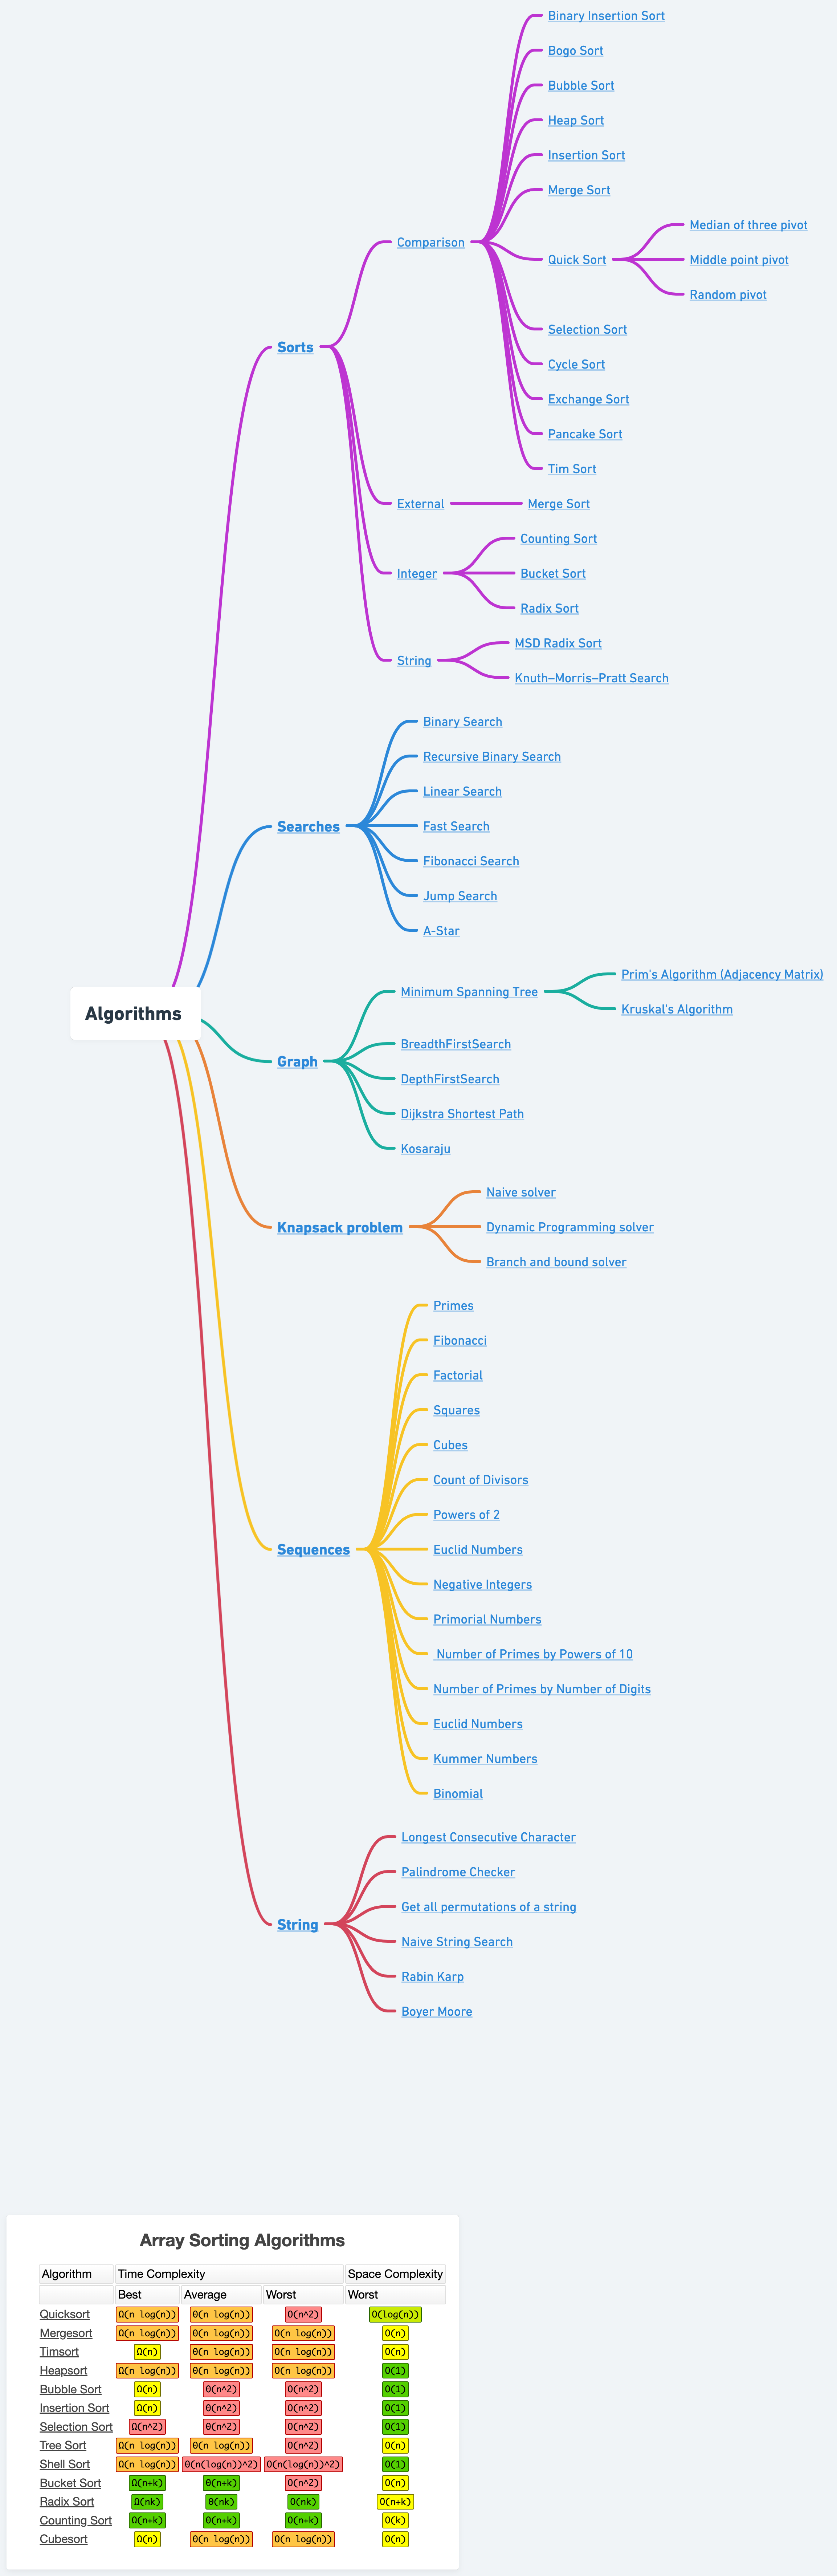 Binary Insertion Sort
Bogo Sort
Bubble Sort
Heap Sort
Insertion Sort
Merge Sort
Median of three pivot
Comparison
Quick Sort
Middle point pivot
Random pivot
Selection Sort
Sorts
Cycle Sort
Exchange Sort
Pancake Sort
Tim Sort
External
Merge Sort
Counting Sort
Integer
Bucket Sort
Radix Sort
String
MSD Radix Sort
Knuth–Morris–Pratt Search
Binary Search
Recursive Binary Search
Linear Search
Searches
Fast Search
Fibonacci Search
Jump Search
A-Star
Algorithms
Prim's Algorithm (Adjacency Matrix)
Minimum Spanning Tree
Kruskal's Algorithm
BreadthFirstSearch
Graph
DepthFirstSearch
Dijkstra Shortest Path
Kosaraju
Naive solver
Knapsack problem
Dynamic Programming solver
Branch and bound solver
Primes
Fibonacci
Factorial
Squares
Cubes
Count of Divisors
Powers of 2
Sequences
Euclid Numbers
Negative Integers
Primorial Numbers
Number of Primes by Powers of 10
Number of Primes by Number of Digits
Euclid Numbers
Kummer Numbers
Binomial
Longest Consecutive Character
Palindrome Checker
Get all permutations of a string
String
Naive String Search
Rabin Karp
Boyer Moore
Array Sorting Algorithms
Algorithm Time Complexity Space Complexity
Best Average Worst Worst
Quicksort Ω(n log(n)) Θ(n log(n)) O(n^2) O(log(n))
Mergesort Ω(n log(n)) Θ(n log(n)) O(n log(n)) O(n)
Timsort Ω(n) Θ(n log(n)) O(n log(n)) O(n)
Heapsort Ω(n log(n)) Θ(n log(n)) O(n log(n)) O(1)
Bubble Sort Ω(n) Θ(n^2) O(n^2) O(1)
Insertion Sort Ω(n) Θ(n^2) O(n^2) O(1)
Selection Sort Ω(n^2) Θ(n^2) O(n^2) O(1)
Tree Sort Ω(n log(n)) Θ(n log(n)) O(n^2) O(n)
Shell Sort Ω(n log(n)) Θ(n(log(n))^2) O(n(log(n))^2) O(1)
Bucket Sort Ω(n+k) Θ(n+k) O(n^2) O(n)
Radix Sort Ω(nk) Θ(nk) O(nk) O(n+k)
Counting Sort Ω(n+k) Θ(n+k) O(n+k) O(k)
Cubesort Ω(n) Θ(n log(n)) O(n log(n)) O(n)